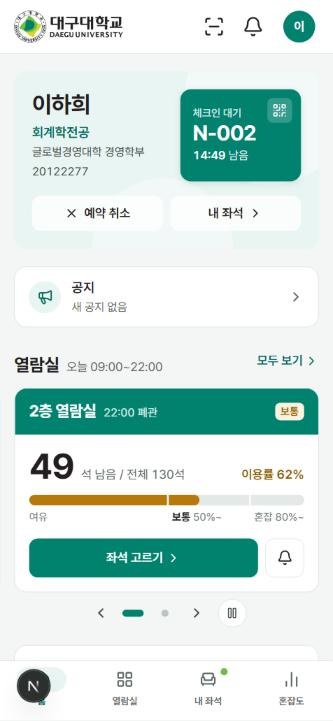 대구대학교
DAEGU UNIVERSITY
이
이하희
회계학전공
글로벌경영대학 경영학부
20122277
체크인 대기
N-002
14:49 남음
예약 취소
내 좌석
공지
새 공지 없음
열람실 오늘 09:00~22:00
모두 보기
2층 열람실 22:00 폐관
보통
49 석 남음 / 전체 130석
이용률 62%
여유
보통 50%~
혼잡 80%~
좌석 고르기
N
열람실
내 좌석
혼잡도